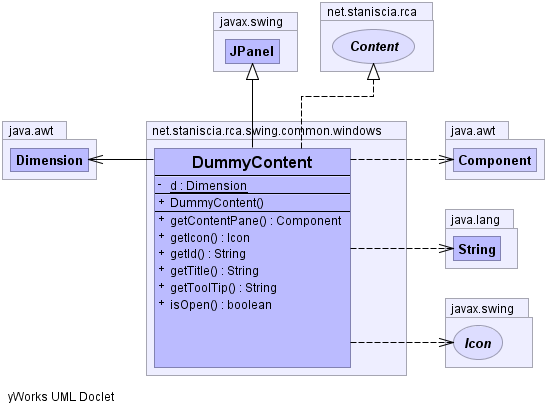 javax.swing
JPanel
net.staniscia.rca
Content
java.awt
Dimension
net.staniscia.rca.swing.common.windows
DummyContent
- d : Dimension
+ DummyContent()
+ getContentPane() : Component
+ getIcon() : Icon
+ getId() : String
+ getTitle() : String
+ getToolTip() : String
+ isOpen() : boolean
java.awt
Component
java.lang
String
javax.swing
Icon
yWorks UML Doclet